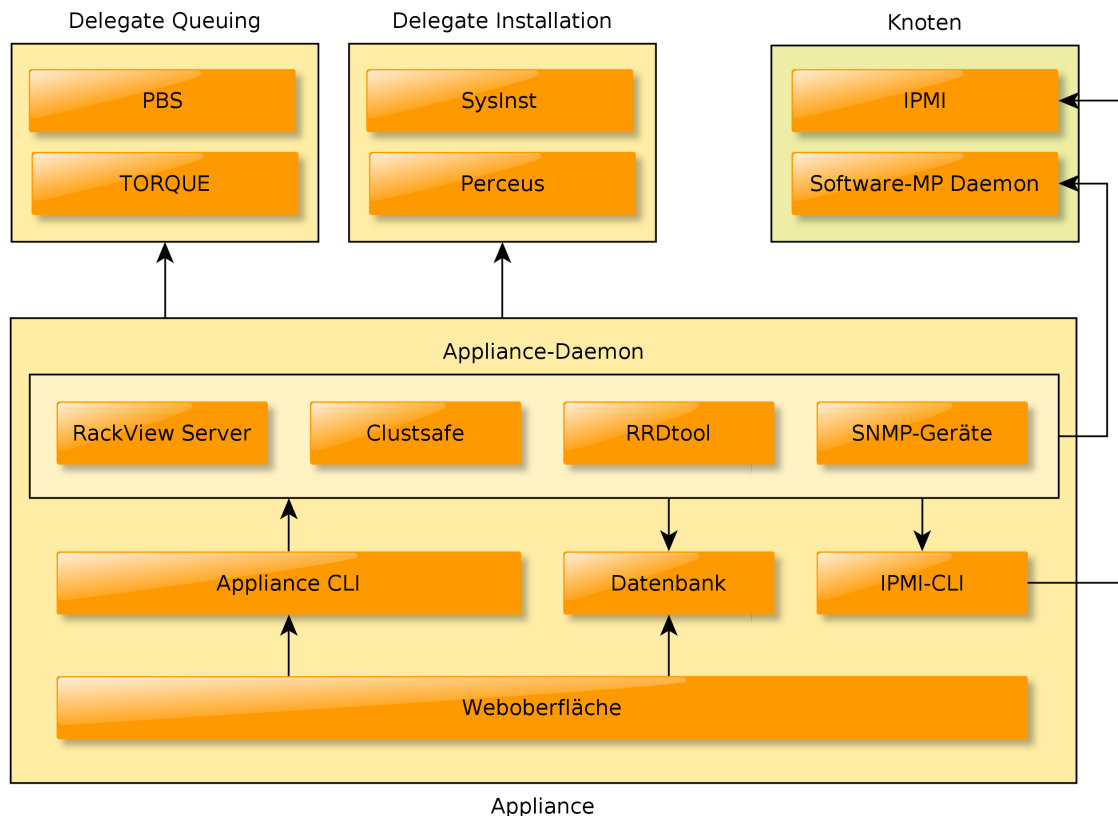 Delegate Queuing
Delegate Installation
Knoten
PBS
SysInst
IPMI
TORQUE
Perceus
Software-MP Daemon
Appliance-Daemon
RackView Server
Clustsafe
RRDtool
SNMP-Geräte
Appliance CLI
Datenbank
IPMI-CLI
Weboberfläche
Appliance